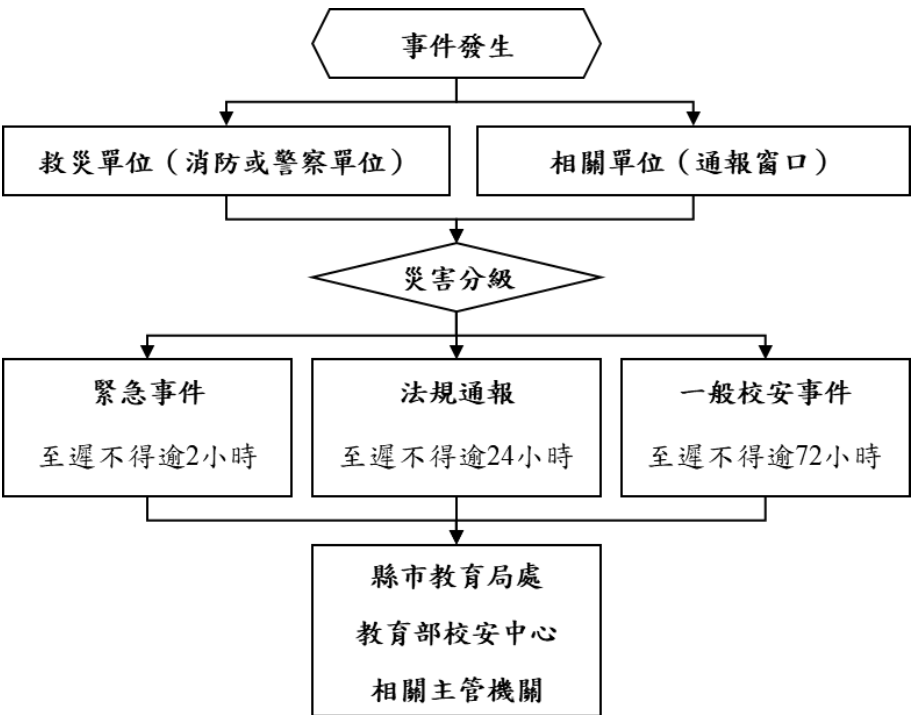 事件發生
救災單位（消防或警察單位）
相關單位（通報窗口）
災害分級
緊急事件
至遲不得逾2小時
法規通報
至遲不得逾24小時
一般校安事件
至遲不得逾72小時
縣市教育局處
教育部校安中心
相關主管機關